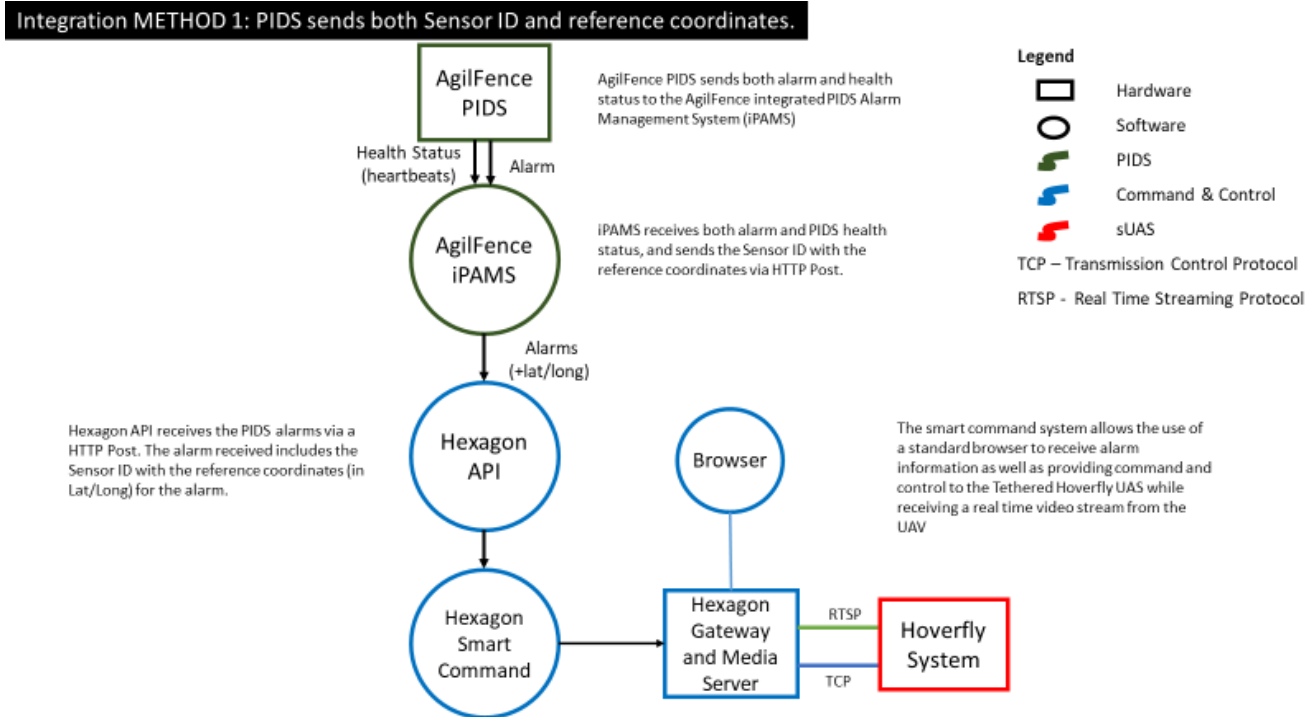 Integration METHOD 1: PIDS sends both Sensor ID and reference coordinates.
AgilFence
PIDS
AgilFence PIDS sends both alarm and health
status to the AgilFence integrated PIDS Alarm
Management System (iPAMS)
Legend
Hardware
Software
PIDS
Command & Control
sUAS
TCP – Transmission Control Protocol
RTSP - Real Time Streaming Protocol
Health Status
(heartbeats)
Alarm
AgilFence
iPAMS
iPAMS receives both alarm and PIDS health
status, and sends the Sensor ID with the
reference coordinates via HTTP Post.
Alarms
(+lat/long)
Hexagon API receives the PIDS alarms via a
HTTP Post. The alarm received includes the
Sensor ID with the reference coordinates (in
Lat/Long) for the alarm.
Hexagon
API
Browser
The smart command system allows the use of
a standard browser to receive alarm
information as well as providing command and
control to the Tethered Hoverfly UAS while
receiving a real time video stream from the
UAV
Hexagon
Smart
Command
Hexagon
Gateway
and Media
Server
RTSP
TCP
Hoverfly
System